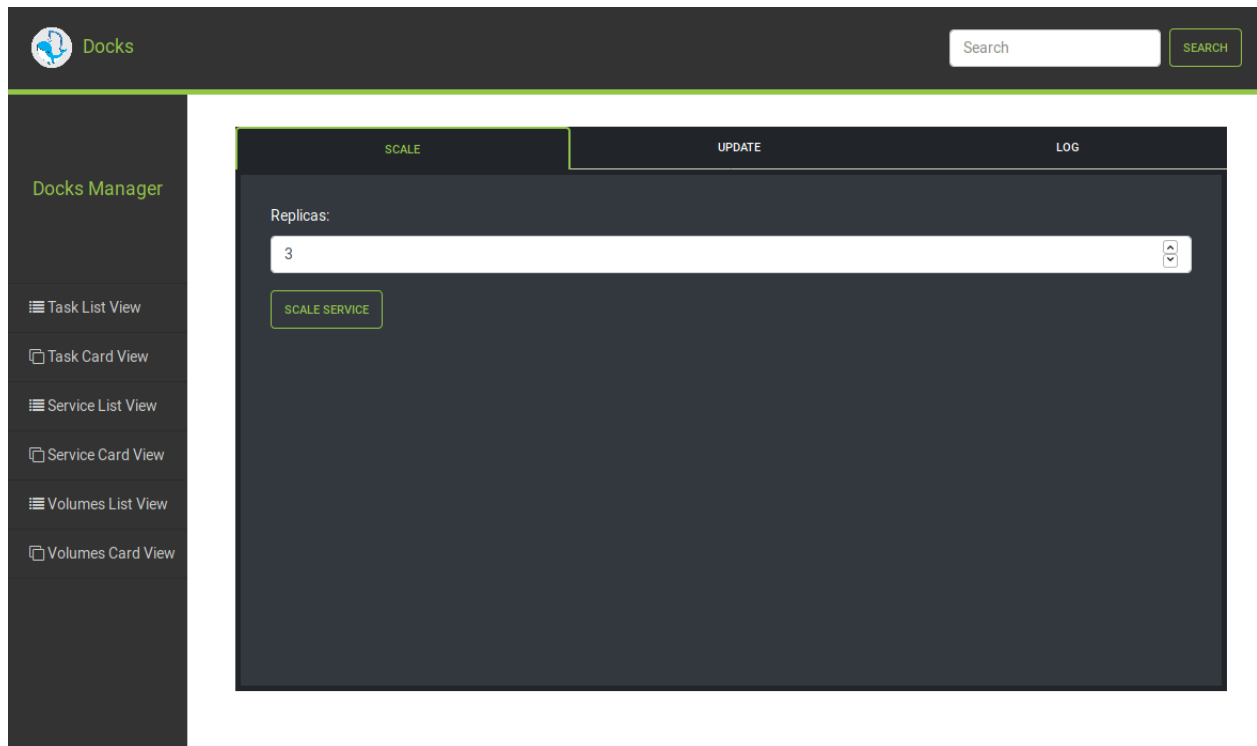 Docks
Search
SEARCH
Docks Manager
Task List View
Task Card View
Service List View
Service Card View
Volumes List View
Volumes Card View
SCALE
UPDATE
LOG
Replicas:
3
SCALE SERVICE